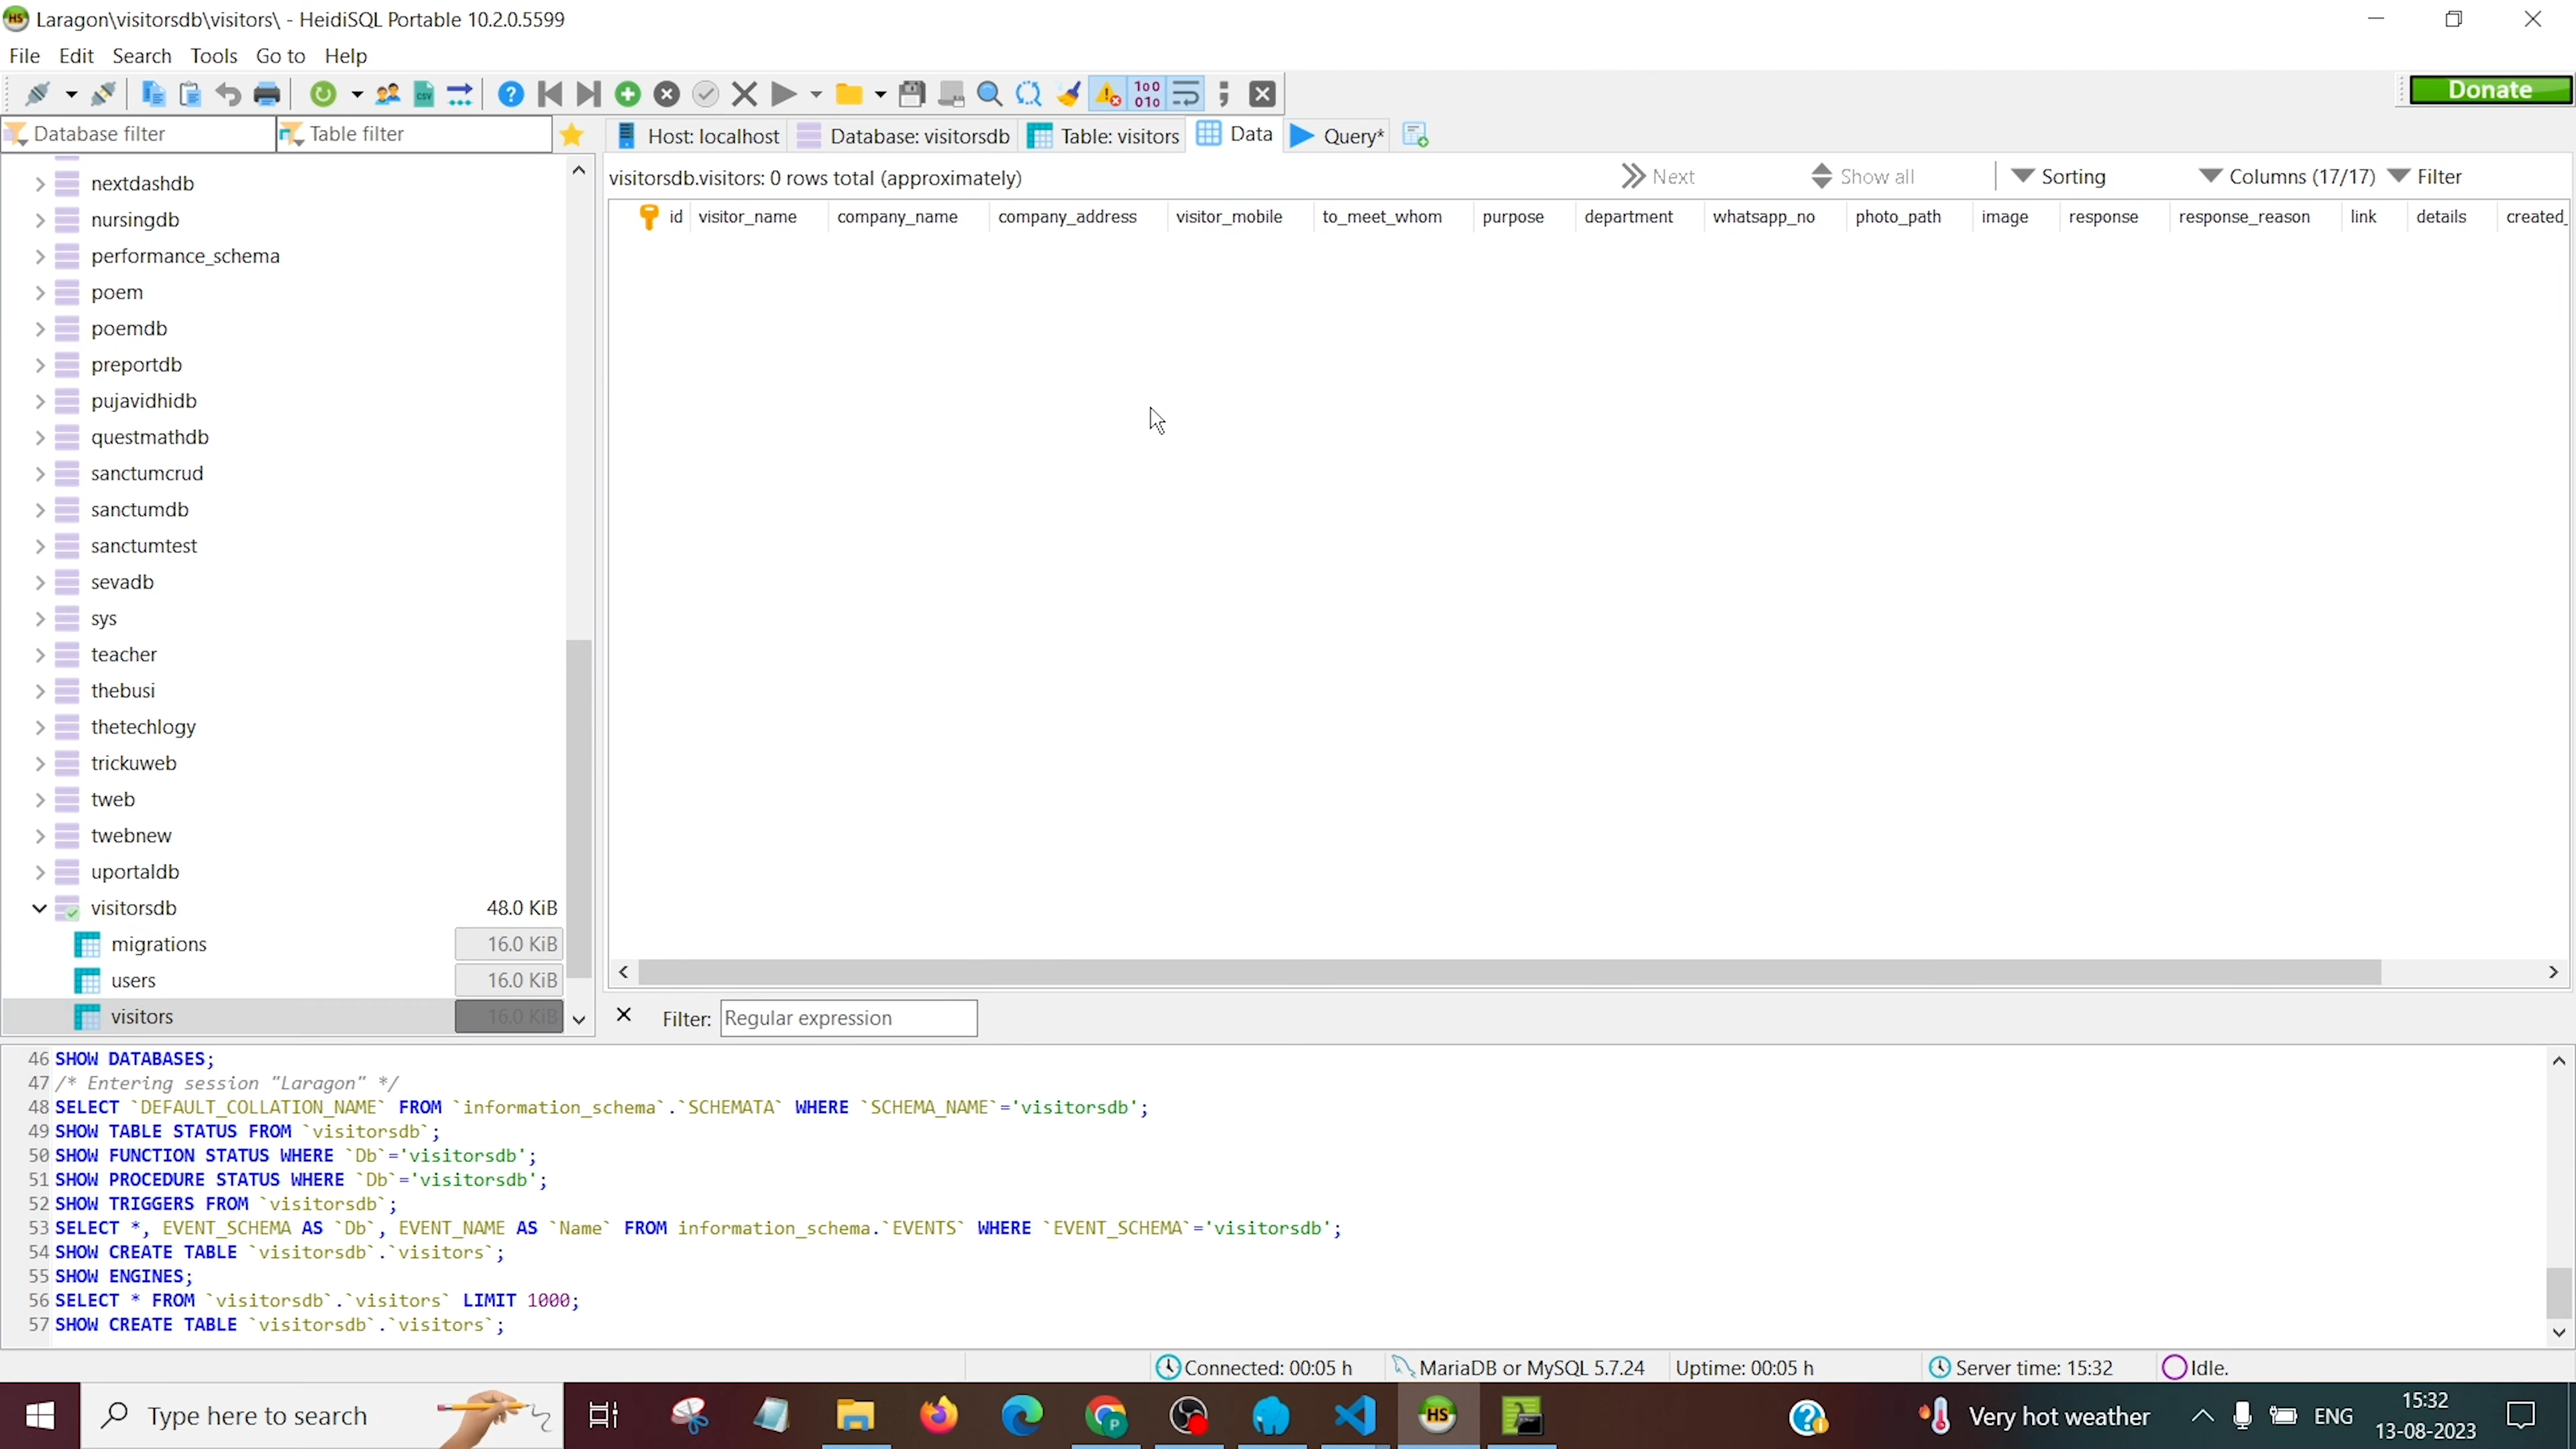 Laragon\visitorsdb\visitors\ - HeidiSQL Portable 10.2.0.5599
File Edit Search Tools Go to Help
Donate
Database filter Table filter Host: localhost Database: visitorsdb Table: visitors Data Query*
visitorsdb.visitors: 0 rows total (approximately) Next Show all Sorting Columns (17/17) Filter
id visitor_name company_name company_address visitor_mobile to_meet_whom purpose department whatsapp_no photo_path image response response_reason link details created_
nextdashdb
nursingdb
performance_schema
poem
poemdb
preportdb
pujavidhidb
questmathdb
sanctumcrud
sanctumdb
sanctumtest
sevadb
sys
teacher
thebusi
thetechlogy
trickuweb
tweb
twebnew
uportaldb
visitorsdb 48.0 KiB
migrations 16.0 KiB
users 16.0 KiB
visitors 16.0 KiB
Filter: Regular expression
46 SHOW DATABASES;
47 /* Entering session "Laragon" */
48 SELECT `DEFAULT_COLLATION_NAME` FROM `information_schema`.`SCHEMATA` WHERE `SCHEMA_NAME`='visitorsdb';
49 SHOW TABLE STATUS FROM `visitorsdb`;
50 SHOW FUNCTION STATUS WHERE `Db`='visitorsdb';
51 SHOW PROCEDURE STATUS WHERE `Db`='visitorsdb';
52 SHOW TRIGGERS FROM `visitorsdb`;
53 SELECT *, EVENT_SCHEMA AS `Db`, EVENT_NAME AS `Name` FROM information_schema.`EVENTS` WHERE `EVENT_SCHEMA`='visitorsdb';
54 SHOW CREATE TABLE `visitorsdb`.`visitors`;
55 SHOW ENGINES;
56 SELECT * FROM `visitorsdb`.`visitors` LIMIT 1000;
57 SHOW CREATE TABLE `visitorsdb`.`visitors`;
Connected: 00:05 h MariaDB or MySQL 5.7.24 Uptime: 00:05 h Server time: 15:32 Idle.
Type here to search Very hot weather ENG 15:32
13-08-2023